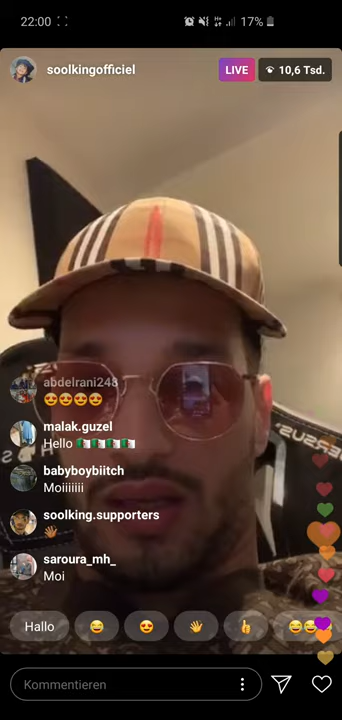 22:00
17%
soolkingofficiel
LIVE
10,6 Tsd.
abdelrani248
😍😍😍😍
malak.guzel
Hello 🇩🇿🇩🇿🇩🇿🇩🇿
babyboybiitch
Moiiiiiii
soolking.supporters
👋
saroura_mh_
Moi
Hallo 😂 😍 👋 👍 😂😂
Kommentieren